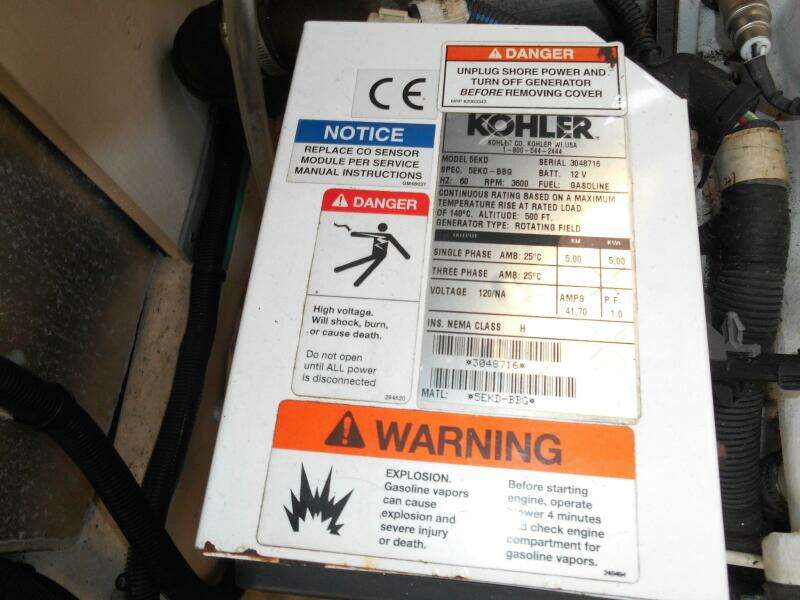 DANGER
UNPLUG SHORE POWER AND
TURN OFF GENERATOR
BEFORE REMOVING COVER
CE
NOTICE
REPLACE CO SENSOR
MODULE PER SERVICE
MANUAL INSTRUCTIONS
KOHLER
KOHLER CO. KOHLER WI. USA
1-800-544-2444
MODEL 5EKD SERIAL 3048716
SPEC. 5EKD-BBG BATT. 12 V
HZ: 60 RPM: 3600 FUEL: GASOLINE
CONTINUOUS RATING BASED ON A MAXIMUM
TEMPERATURE RISE AT RATED LOAD
OF 140°C. ALTITUDE: 500 FT.
GENERATOR TYPE: ROTATING FIELD
OUTPUT KW KVA
SINGLE PHASE AMB: 25°C 5.00 5.00
THREE PHASE AMB: 25°C
VOLTAGE 120/NA AMPS P.F.
41.70 1.0
INS. NEMA CLASS H
*3048716*
MATL: *5EKD-BBG*
DANGER
High voltage.
Will shock, burn,
or cause death.
Do not open
until ALL power
is disconnected
WARNING
EXPLOSION.
Gasoline vapors
can cause
explosion and
severe injury
or death.
Before starting
engine, operate
blower 4 minutes
and check engine
compartment for
gasoline vapors.